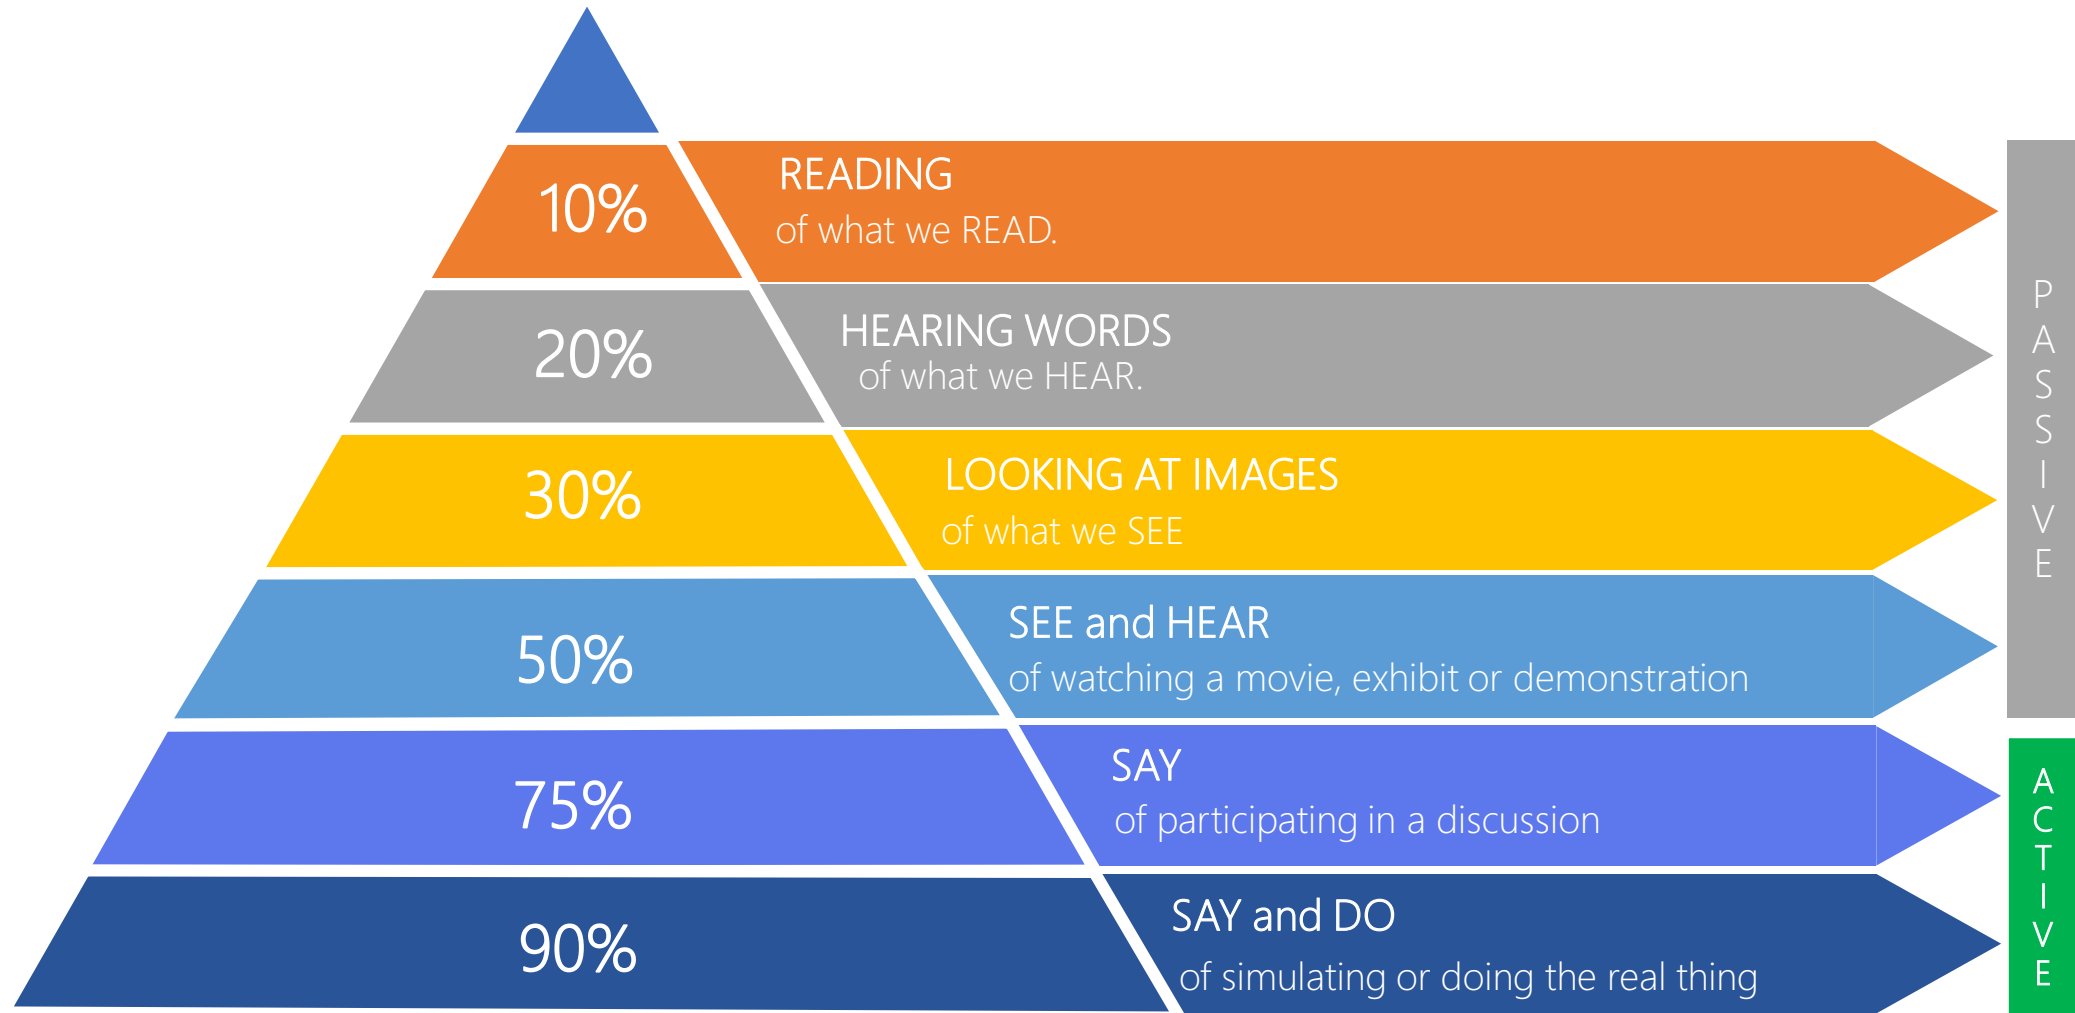 10%
READING
of what we READ.
20%
HEARING WORDS
of what we HEAR.
30%
LOOKING AT IMAGES
of what we SEE
50%
SEE and HEAR
of watching a movie, exhibit or demonstration
75%
SAY
of participating in a discussion
90%
SAY and DO
of simulating or doing the real thing
PASSIVE
ACTIVE